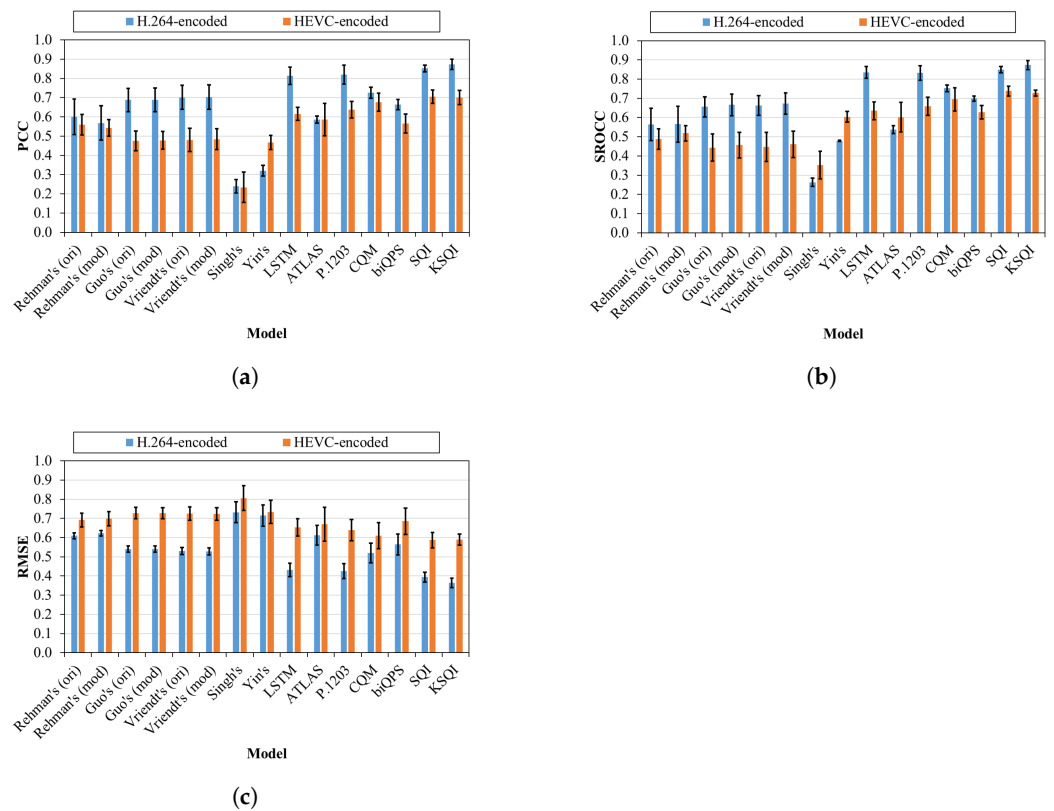 H.264-encoded HEVC-encoded
1.0
0.9
0.8
0.7
0.6
0.5
0.4
0.3
0.2
0.1
0.0
PCC
Rehman's (ori)
Rehman's (mod)
Guo's (ori)
Guo's (mod)
Vriendt's (ori)
Vriendt's (mod)
Singh's
Yin's
LSTM
ATLAS
P.1203
CQM
biQPS
SQI
KSQI
Model
(a)
H.264-encoded HEVC-encoded
1.0
0.9
0.8
0.7
0.6
0.5
0.4
0.3
0.2
0.1
0.0
SROCC
Rehman's (ori)
Rehman's (mod)
Guo's (ori)
Guo's (mod)
Vriendt's (ori)
Vriendt's (mod)
Singh's
Yin's
LSTM
ATLAS
P.1203
CQM
biQPS
SQI
KSQI
Model
(b)
H.264-encoded HEVC-encoded
1.0
0.9
0.8
0.7
0.6
0.5
0.4
0.3
0.2
0.1
0.0
RMSE
Rehman's (ori)
Rehman's (mod)
Guo's (ori)
Guo's (mod)
Vriendt's (ori)
Vriendt's (mod)
Singh's
Yin's
LSTM
ATLAS
P.1203
CQM
biQPS
SQI
KSQI
Model
(c)